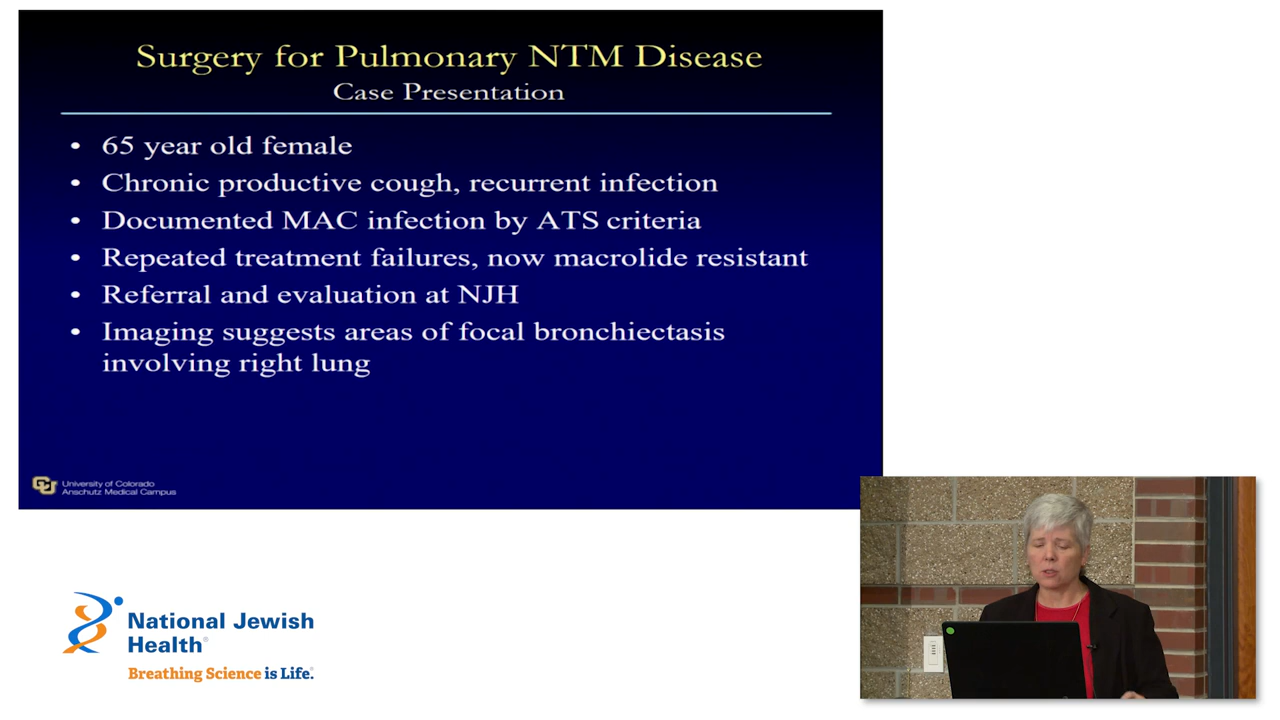 Surgery for Pulmonary NTM Disease
Case Presentation
• 65 year old female
• Chronic productive cough, recurrent infection
• Documented MAC infection by ATS criteria
• Repeated treatment failures, now macrolide resistant
• Referral and evaluation at NJH
• Imaging suggests areas of focal bronchiectasis
involving right lung
CU
University of Colorado
Anschutz Medical Campus
National Jewish
Health®
Breathing Science is Life.®